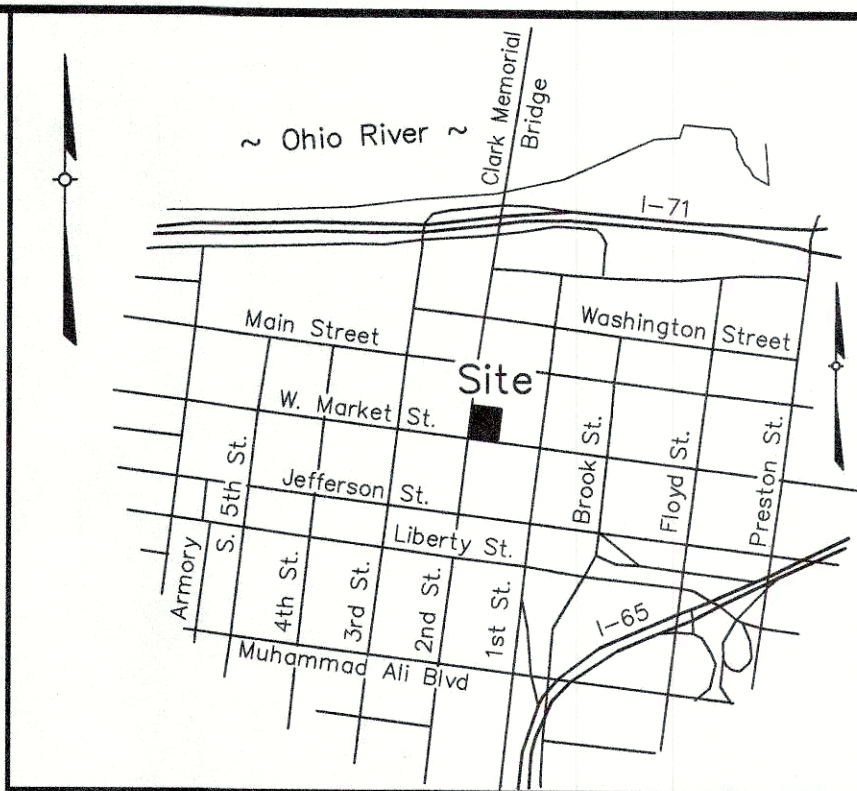 Clark Memorial
Bridge
~ Ohio River ~
I-71
Main Street
Washington Street
Site
W. Market St.
Jefferson St.
Liberty St.
Armory
S. 5th St.
4th St.
3rd St.
2nd St.
1st St.
Brook St.
Floyd St.
Preston St.
I-65
Muhammad Ali Blvd